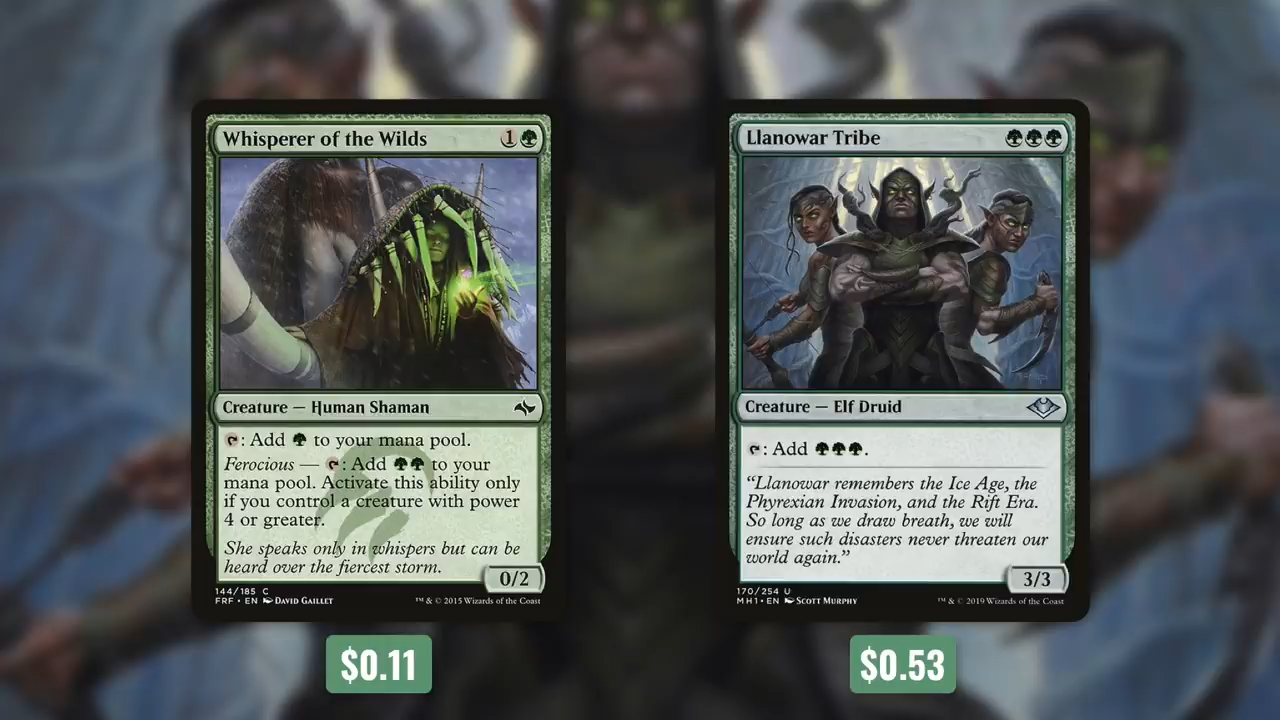 Whisperer of the Wilds 1
Creature — Human Shaman
: Add to your mana pool.
Ferocious — : Add to your
mana pool. Activate this ability only
if you control a creature with power
4 or greater.
She speaks only in whispers but can be
heard over the fiercest storm.
0/2
144/185 C
FRF • EN David Gaillet
™ & © 2015 Wizards of the Coast
$0.11
Llanowar Tribe
Creature — Elf Druid
: Add .
“Llanowar remembers the Ice Age, the
Phyrexian Invasion, and the Rift Era.
So long as we draw breath, we will
ensure such disasters never threaten our
world again.”
3/3
170/254 U
MH1 • EN Scott Murphy
™ & © 2019 Wizards of the Coast
$0.53